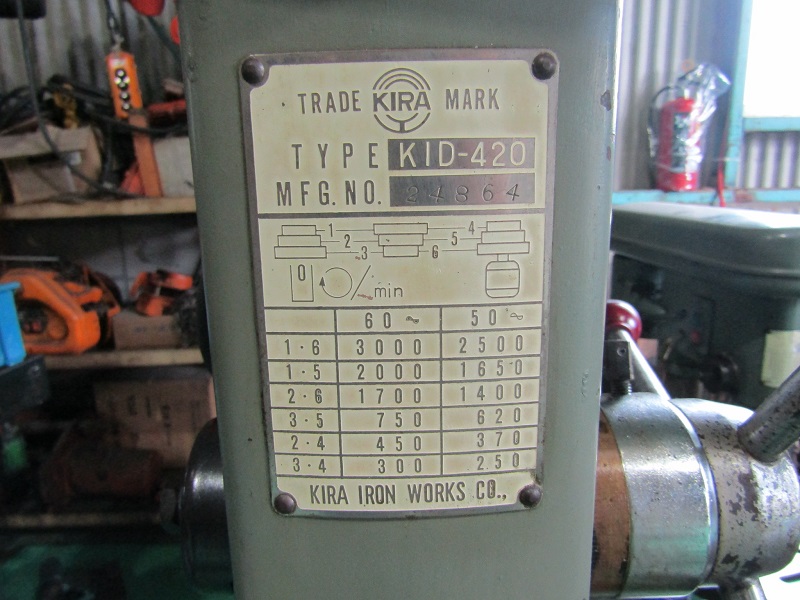 TRADE KIRA MARK
TYPE KID-420
MFG.NO. 24864
1 4
2 5
3 6
0 /min
60~ 50~
1·6 3000 2500
1·5 2000 1650
2·6 1700 1400
3·5 750 620
2·4 450 370
3·4 300 250
KIRA IRON WORKS CO.,